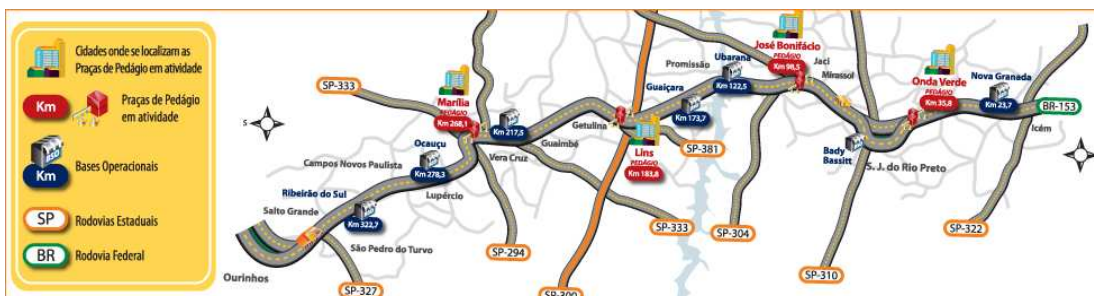 Cidades onde se localizam as
Praças de Pedágio em atividade
Km
Praças de Pedágio
em atividade
BSO
Km
Bases Operacionais
SP
Rodovias Estaduais
BR
Rodovia Federal
S
SP-333
Marília
PEDÁGIO
Km 268,1
Ocauçu
Km 278,3
Campos Novos Paulista
Ribeirão do Sul
Km 322,7
Salto Grande
Ourinhos
São Pedro do Turvo
Lupércio
SP-327
SP-294
Vera Cruz
Km 217,5
Guaimbé
Getulina
SP-300
Lins
PEDÁGIO
Km 183,8
SP-333
SP-381
Guaiçara
Km 173,7
Promissão
Ubarana
Km 122,5
SP-304
José Bonifácio
PEDÁGIO
Km 98,5
Jaci
Mirassol
Bady
Bassitt
SP-310
S. J. do Rio Preto
Onda Verde
PEDÁGIO
Km 35,8
Nova Granada
Km 23,7
Icém
SP-322
BR-153